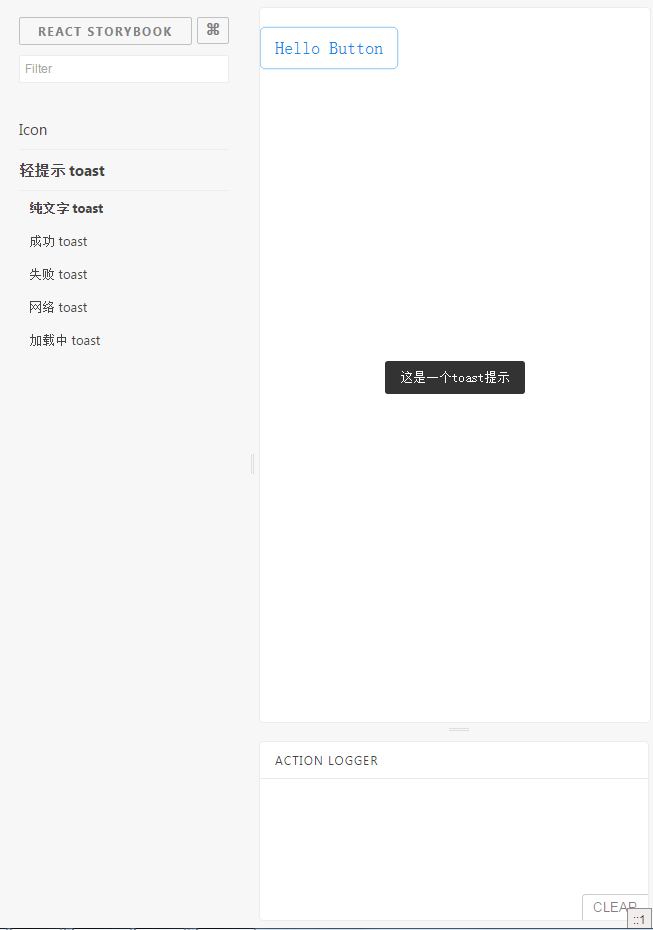 REACT STORYBOOK ⌘
Filter
Icon
轻提示 toast
纯文字 toast
成功 toast
失败 toast
网络 toast
加载中 toast
Hello Button
这是一个toast提示
ACTION LOGGER
CLEAR
::1